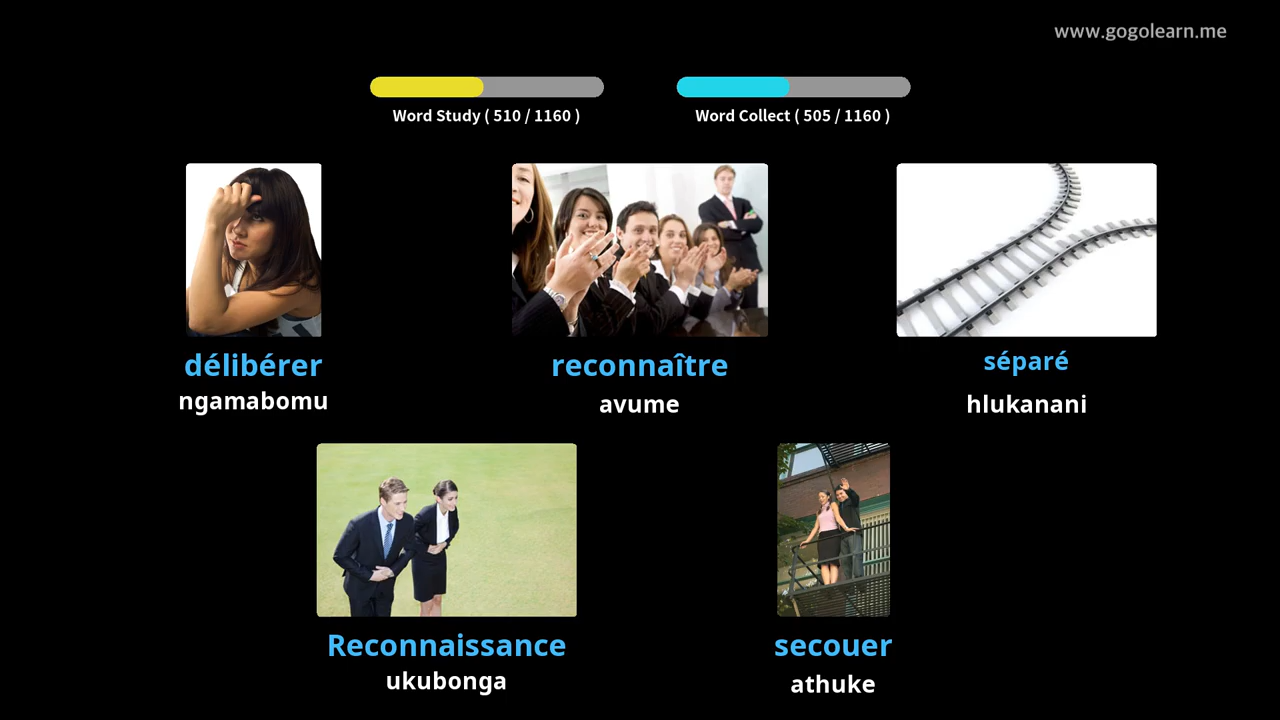 www.gogolearn.me
Word Study ( 510 / 1160 )
Word Collect ( 505 / 1160 )
délibérer
ngamabomu
reconnaître
avume
séparé
hlukanani
Reconnaissance
ukubonga
secouer
athuke